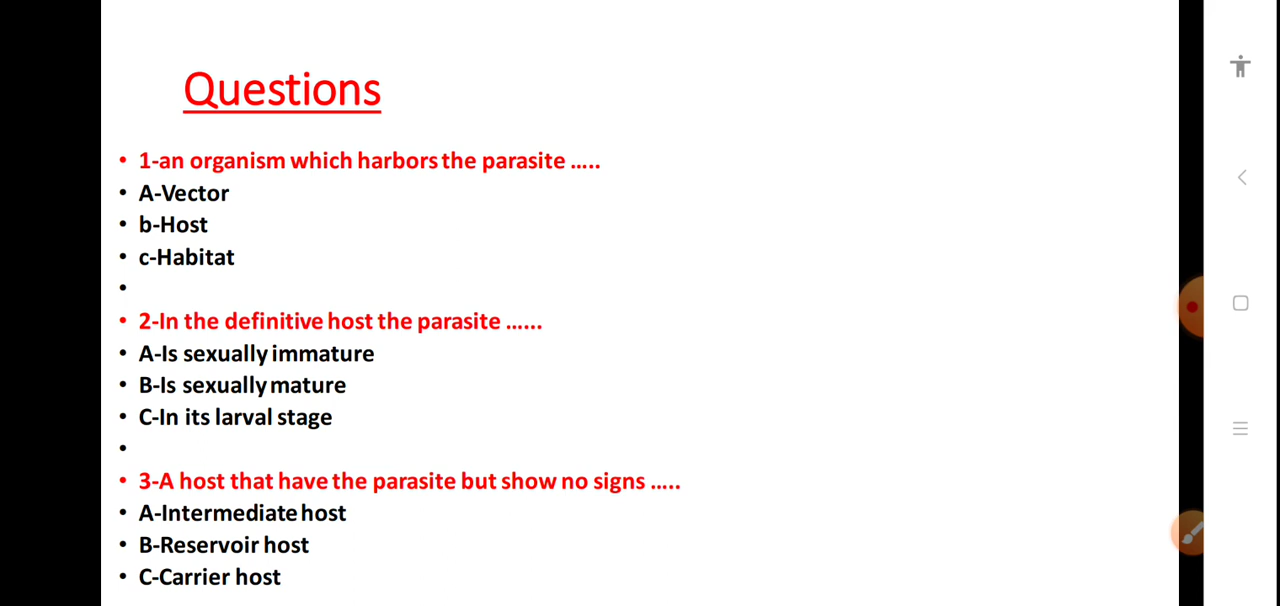 Questions
• 1-an organism which harbors the parasite .....
• A-Vector
• b-Host
• c-Habitat
•
• 2-In the definitive host the parasite ......
• A-Is sexually immature
• B-Is sexually mature
• C-In its larval stage
•
• 3-A host that have the parasite but show no signs .....
• A-Intermediate host
• B-Reservoir host
• C-Carrier host